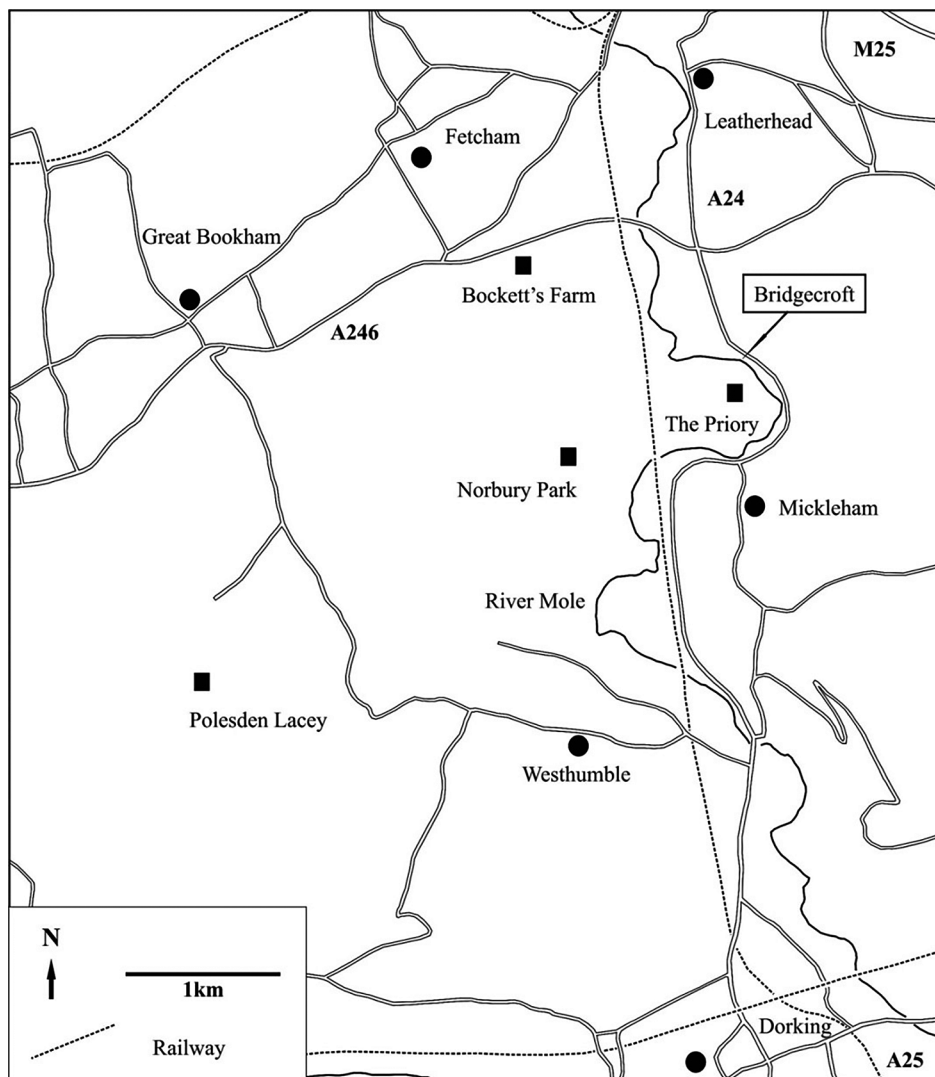 M25
Leatherhead
Fetcham
A24
Great Bookham
Bockett's Farm
Bridgecroft
A246
The Priory
Norbury Park
Mickleham
River Mole
Polesden Lacey
Westhumble
N
1km
Railway
Dorking
A25